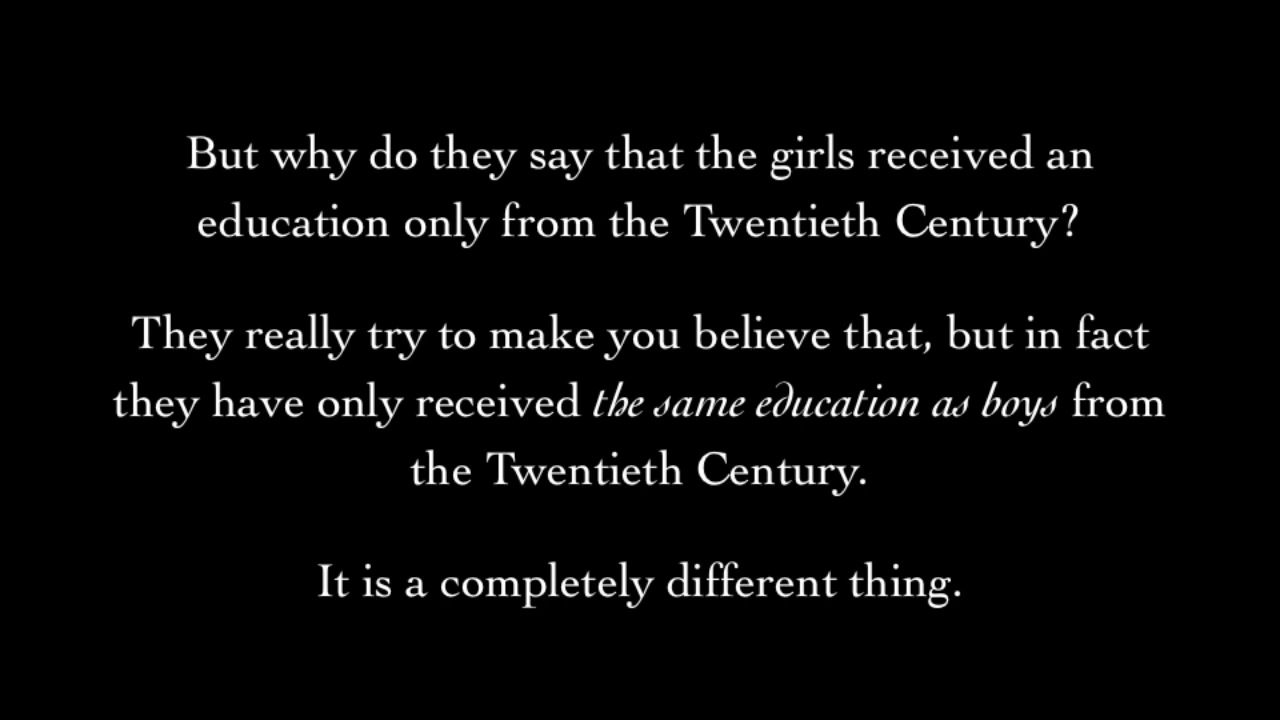 But why do they say that the girls received an
education only from the Twentieth Century?
They really try to make you believe that, but in fact
they have only received the same education as boys from
the Twentieth Century.
It is a completely different thing.